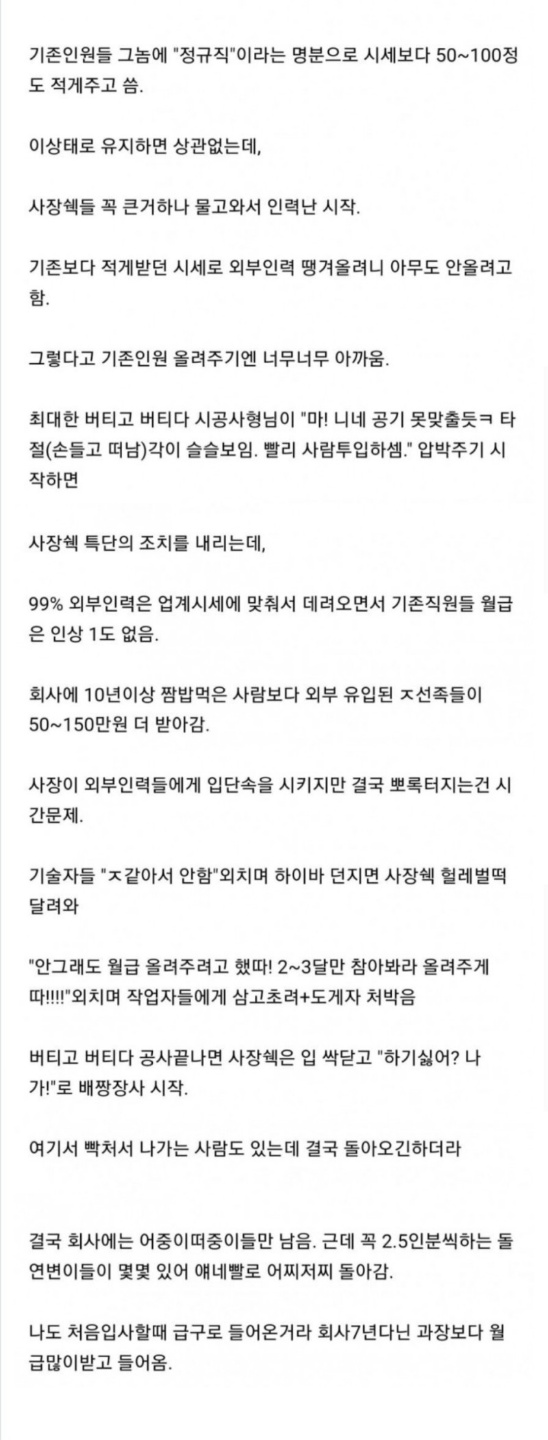 기존인원들 그놈에 "정규직"이라는 명분으로 시세보다 50~100정
도 적게주고 씀.
이상태로 유지하면 상관없는데,
사장쉑들 꼭 큰거하나 물고와서 인력난 시작.
기존보다 적게받던 시세로 외부인력 땡겨올려니 아무도 안올려고
함.
그렇다고 기존인원 올려주기엔 너무너무 아까움.
최대한 버티고 버티다 시공사형님이 "마! 니네 공기 못맞출듯ㅋ 타
절(손들고 떠남)각이 슬슬보임. 빨리 사람투입하셈." 압박주기 시
작하면
사장쉑 특단의 조치를 내리는데,
99% 외부인력은 업계시세에 맞춰서 데려오면서 기존직원들 월급
은 인상 1도 없음.
회사에 10년이상 짬밥먹은 사람보다 외부 유입된 ㅈ선족들이
50~150만원 더 받아감.
사장이 외부인력들에게 입단속을 시키지만 결국 뽀록터지는건 시
간문제.
기술자들 "ㅈ같아서 안함"외치며 하이바 던지면 사장쉑 헐레벌떡
달려와
"안그래도 월급 올려주려고 했따! 2~3달만 참아봐라 올려주게
따!!!!"외치며 작업자들에게 삼고초려+도게자 처박음
버티고 버티다 공사끝나면 사장쉑은 입 싹닫고 "하기싫어? 나
가!"로 배짱장사 시작.
여기서 빡처서 나가는 사람도 있는데 결국 돌아오긴하더라
결국 회사에는 어중이떠중이들만 남음. 근데 꼭 2.5인분씩하는 돌
연변이들이 몇몇 있어 얘네빨로 어찌저찌 돌아감.
나도 처음입사할때 급구로 들어온거라 회사7년다닌 과장보다 월
급많이받고 들어옴.